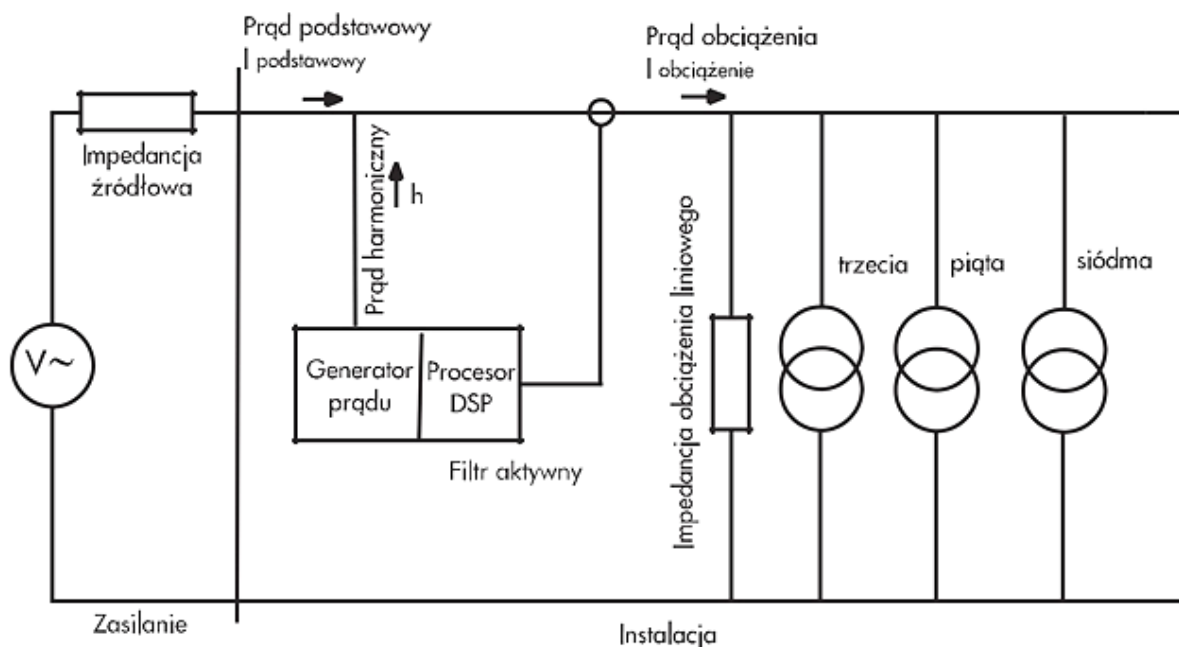 Prąd podstawowy
I podstawowy
Prąd obciążenia
I obciążenie
Impedancja
źródłowa
Prąd harmoniczny
h
V~
Generator
prądu
Procesor
DSP
Filtr aktywny
Impedancja obciążenia liniowego
trzecia
piąta
siódma
Zasilanie
Instalacja